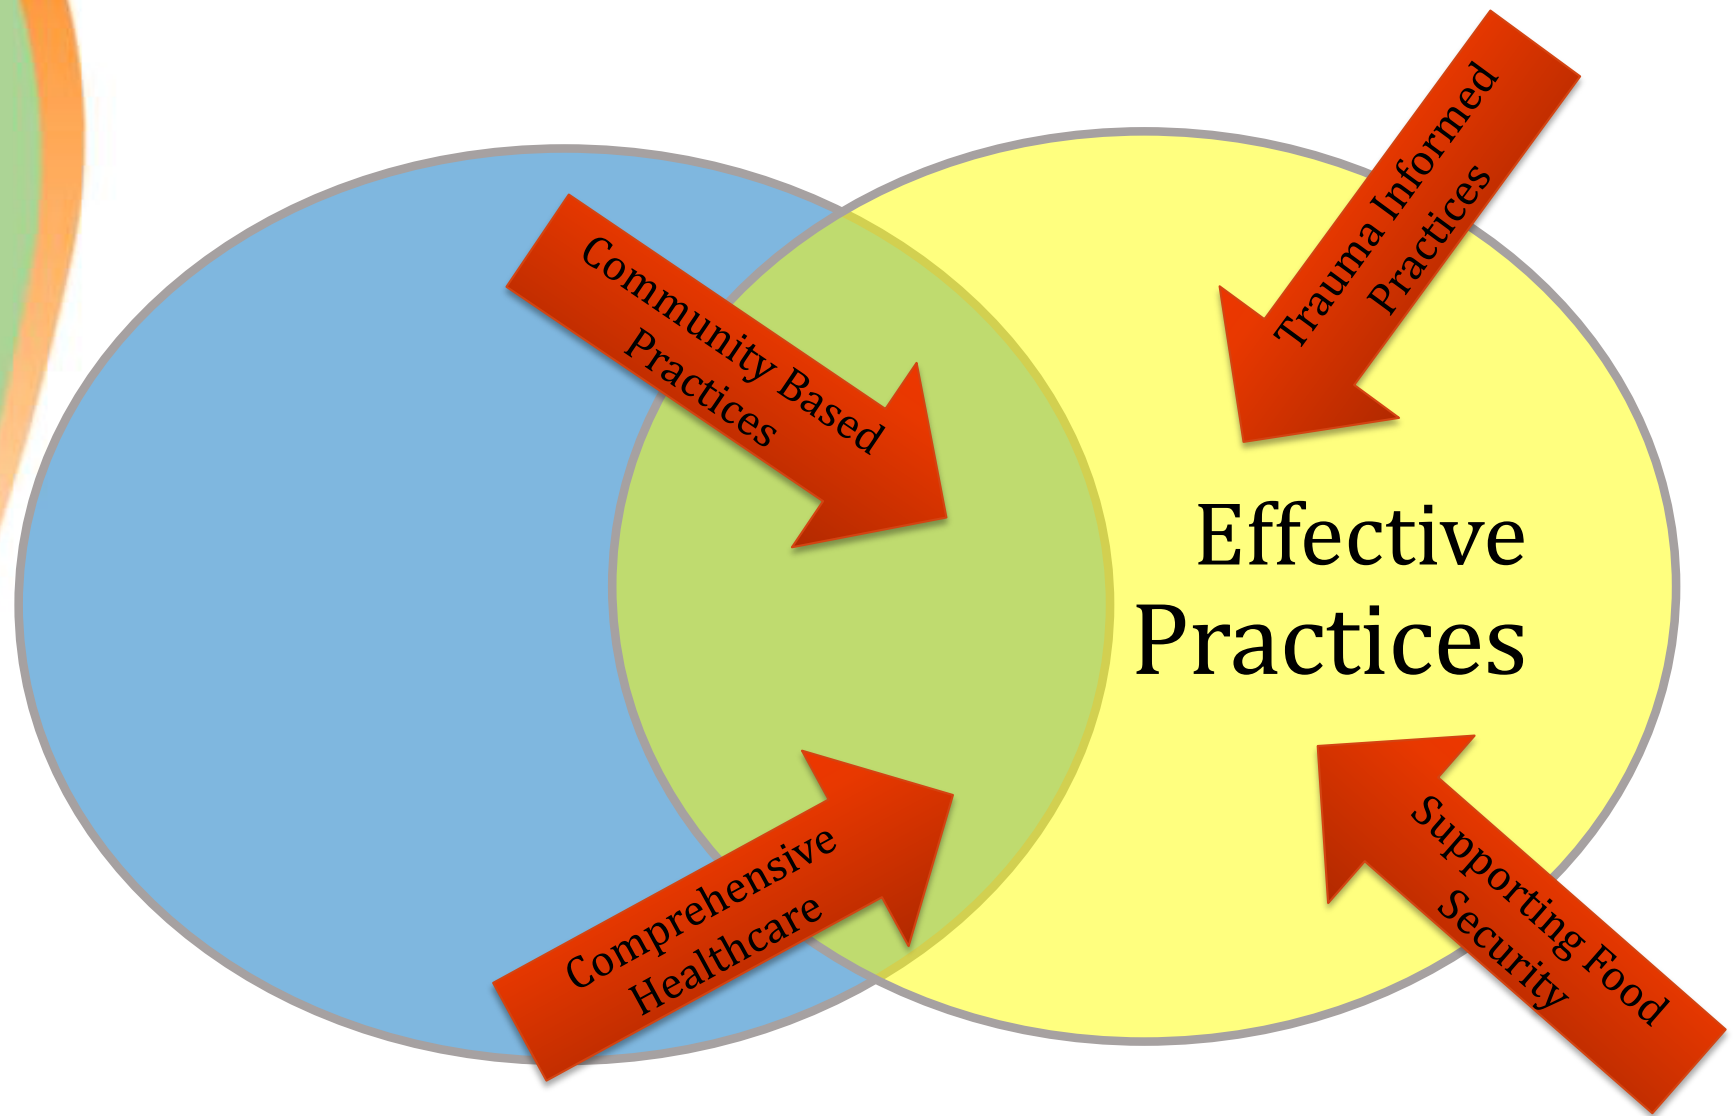 Trauma Informed
Practices
Community Based
Practices
Effective
Practices
Comprehensive
Healthcare
Supporting Food
Security